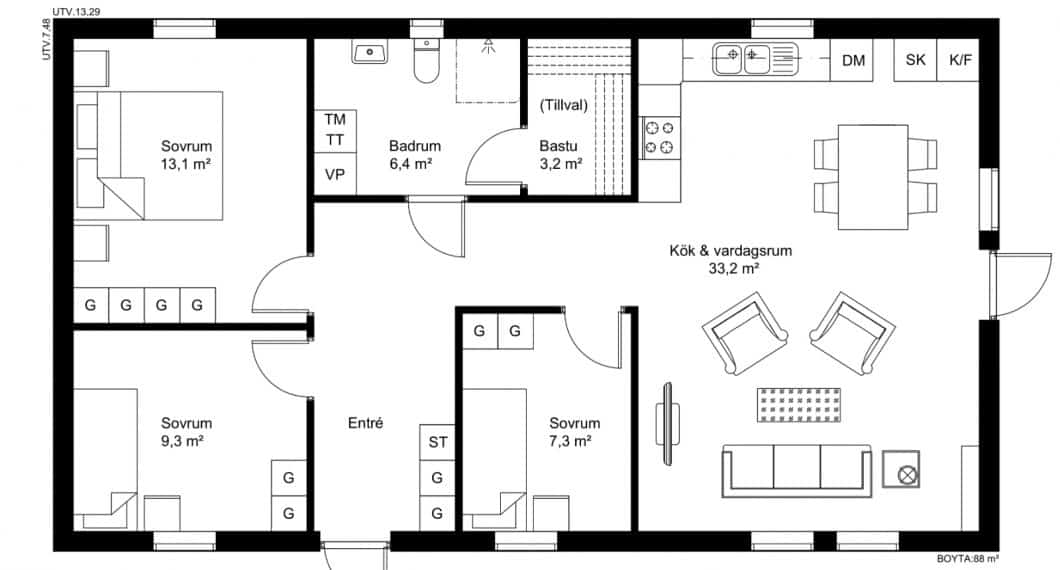 UTV.13.29
UTV.7.48
DM
SK
K/F
(Tillval)
TM
TT
VP
Sovrum
13,1 m²
Badrum
6,4 m²
Bastu
3,2 m²
Kök & vardagsrum
33,2 m²
G G G G
G G
Sovrum
9,3 m²
Entré
Sovrum
7,3 m²
ST
G
G
G
G
BOYTA:88 m²